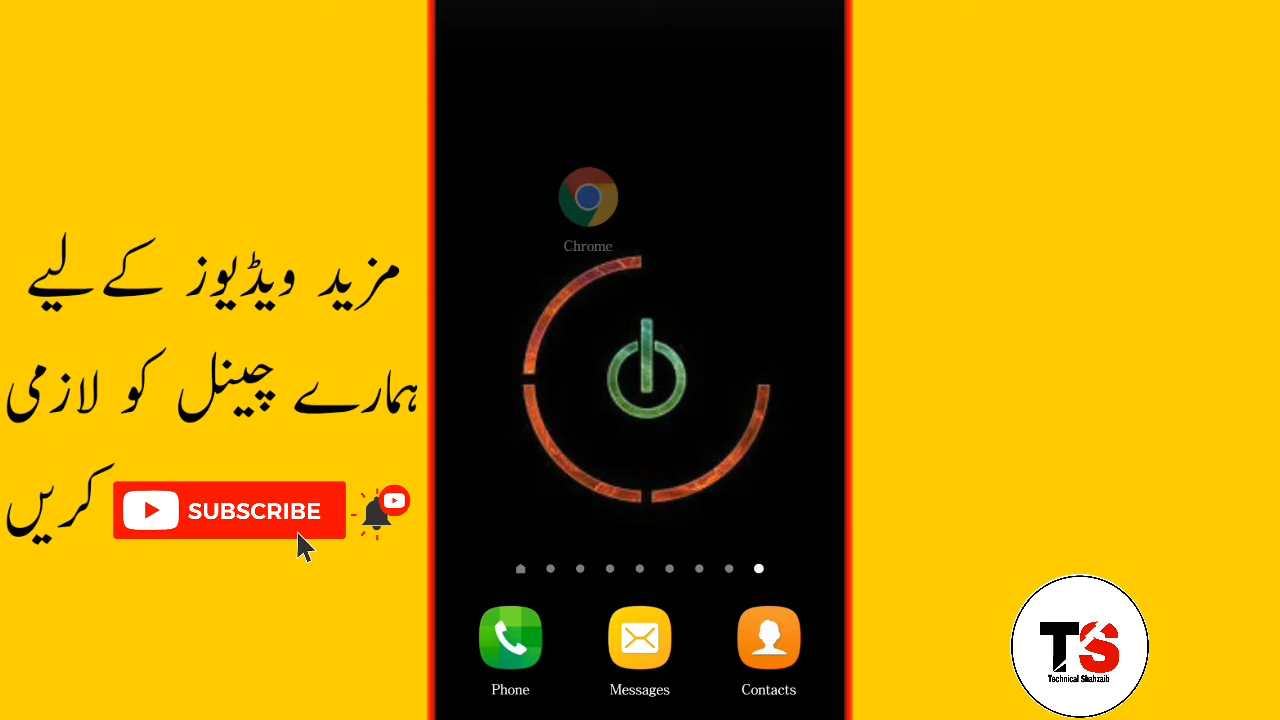 مزید ویڈیوز کے لیے
ہمارے چینل کو لازمی
SUBSCRIBE کریں
Chrome
Phone
Messages
Contacts
TS
Technical Shahzaib